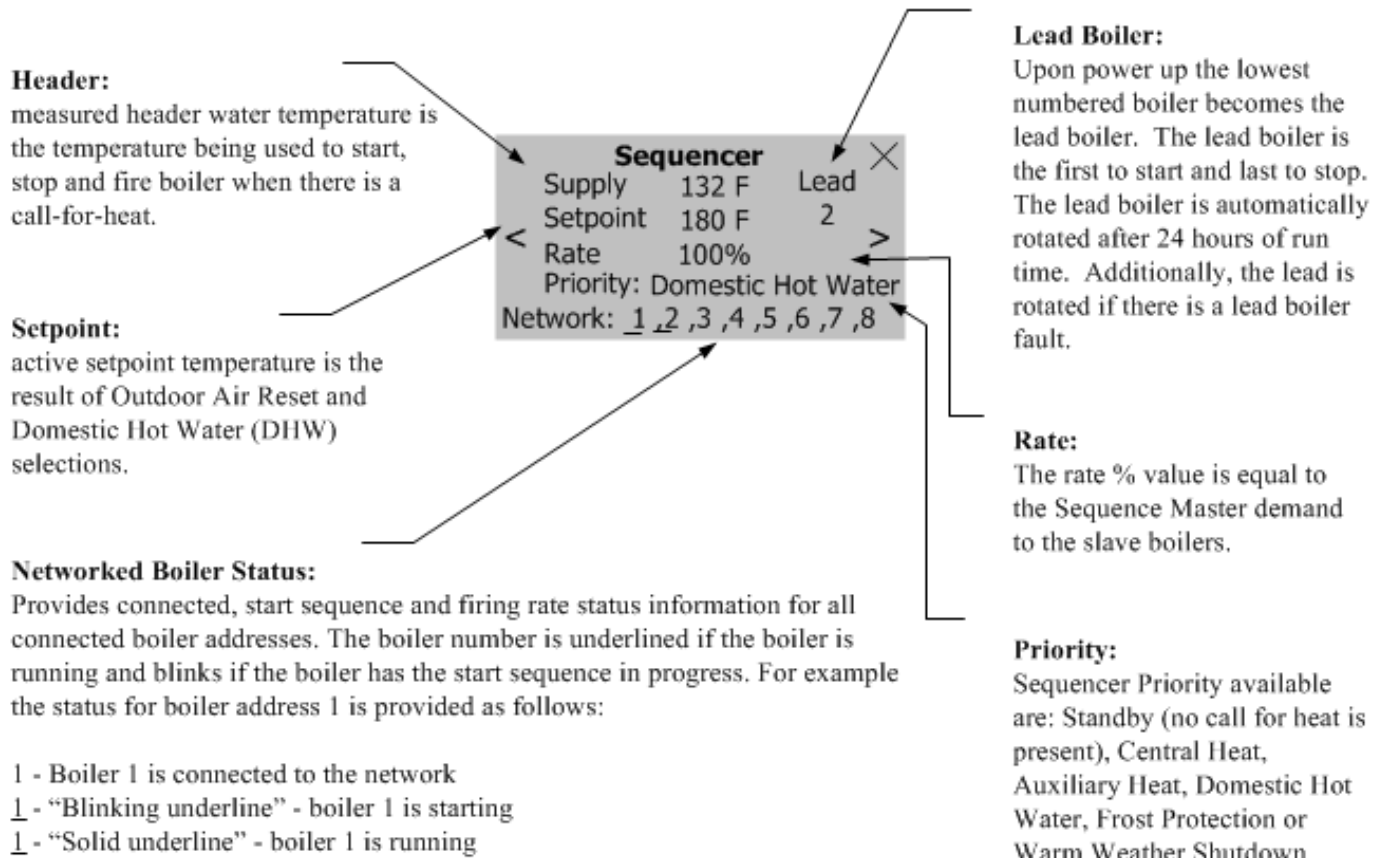 Header:
measured header water temperature is
the temperature being used to start,
stop and fire boiler when there is a
call-for-heat.
Setpoint:
active setpoint temperature is the
result of Outdoor Air Reset and
Domestic Hot Water (DHW)
selections.
Sequencer
Supply 132 F Lead
Setpoint 180 F 2
< >
Rate 100%
Priority: Domestic Hot Water
Network: 1 ,2 ,3 ,4 ,5 ,6 ,7 ,8
Lead Boiler:
Upon power up the lowest
numbered boiler becomes the
lead boiler. The lead boiler is
the first to start and last to stop.
The lead boiler is automatically
rotated after 24 hours of run
time. Additionally, the lead is
rotated if there is a lead boiler
fault.
Rate:
The rate % value is equal to
the Sequence Master demand
to the slave boilers.
Networked Boiler Status:
Provides connected, start sequence and firing rate status information for all
connected boiler addresses. The boiler number is underlined if the boiler is
running and blinks if the boiler has the start sequence in progress. For example
the status for boiler address 1 is provided as follows:
1 - Boiler 1 is connected to the network
1 - “Blinking underline” - boiler 1 is starting
1 - “Solid underline” - boiler 1 is running
Priority:
Sequencer Priority available
are: Standby (no call for heat is
present), Central Heat,
Auxiliary Heat, Domestic Hot
Water, Frost Protection or
Warm Weather Shutdown